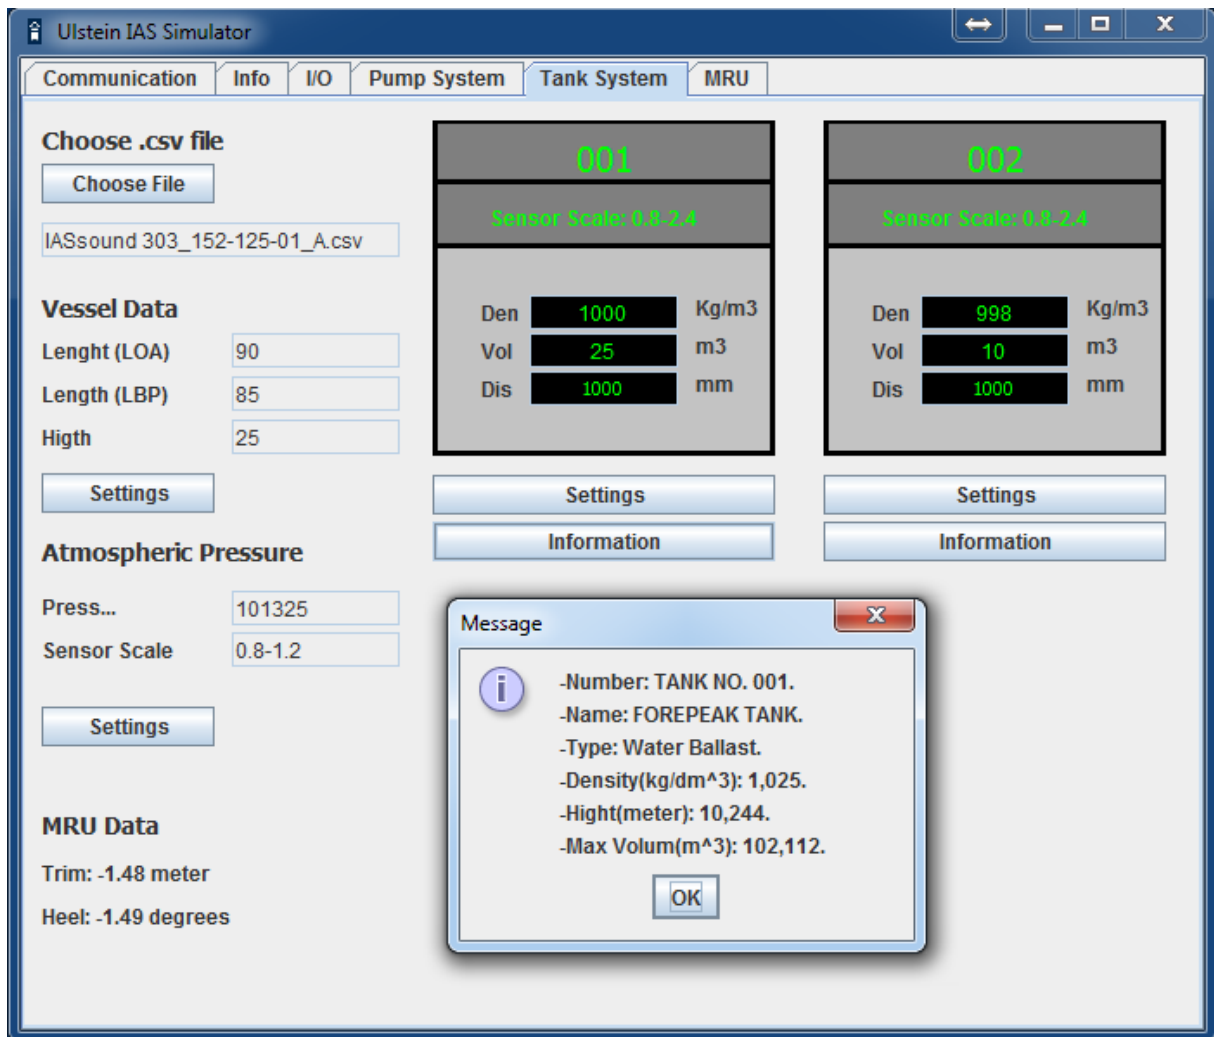 Ulstein IAS Simulator
Communication Info I/O Pump System Tank System MRU
Choose .csv file
Choose File
IASsound 303_152-125-01_A.csv
Vessel Data
Lenght (LOA) 90
Length (LBP) 85
Higth 25
Settings
Atmospheric Pressure
Press... 101325
Sensor Scale 0.8-1.2
Settings
MRU Data
Trim: -1.48 meter
Heel: -1.49 degrees
001
Sensor Scale: 0.8-2.4
Den 1000 Kg/m3
Vol 25 m3
Dis 1000 mm
Settings
Information
002
Sensor Scale: 0.8-2.4
Den 998 Kg/m3
Vol 10 m3
Dis 1000 mm
Settings
Information
Message
-Number: TANK NO. 001.
-Name: FOREPEAK TANK.
-Type: Water Ballast.
-Density(kg/dm^3): 1,025.
-Hight(meter): 10,244.
-Max Volum(m^3): 102,112.
OK